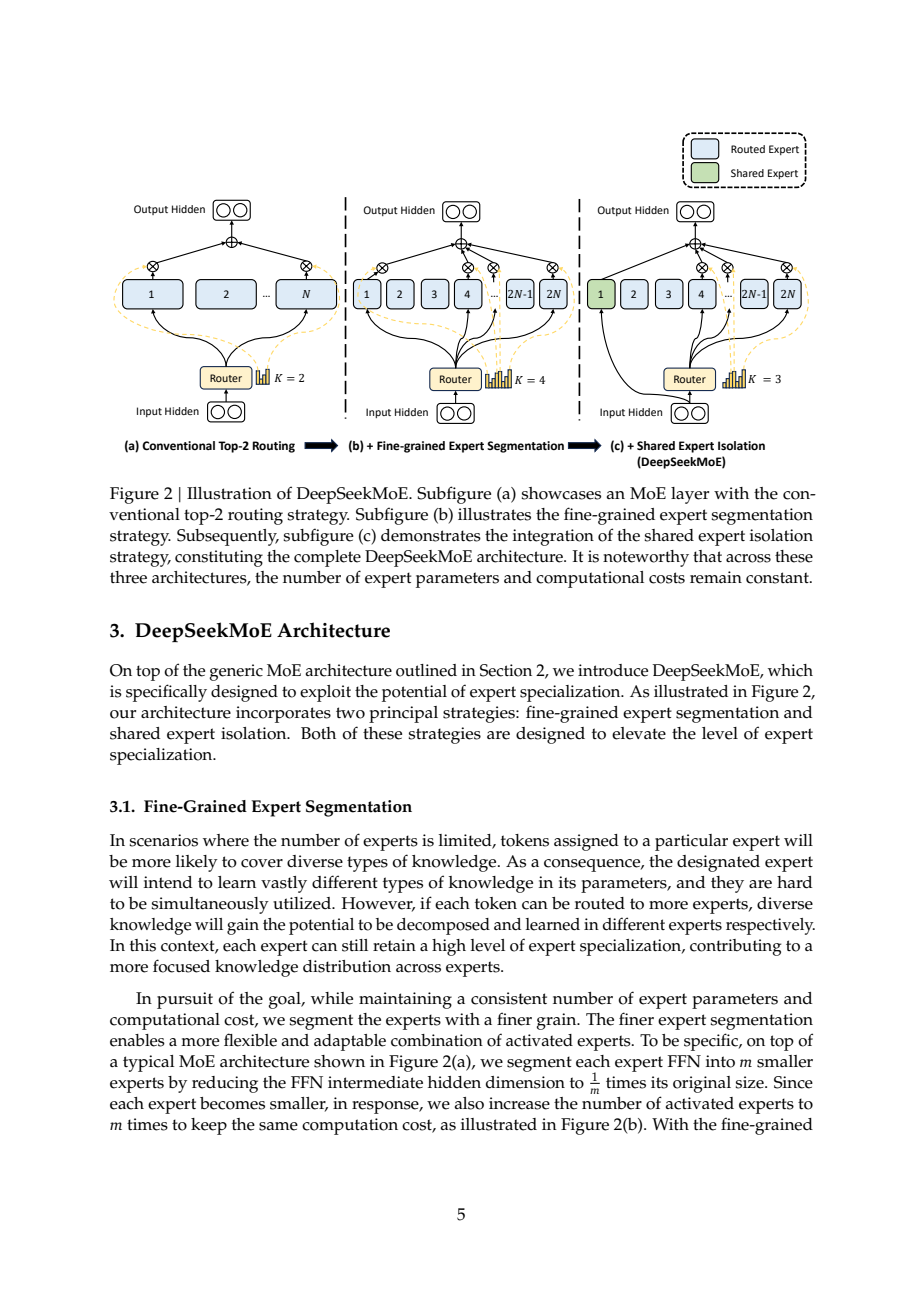 Routed Expert
Shared Expert
Output Hidden
Output Hidden
Output Hidden
1 2 ... N
1 2 3 4 ... 2N-1 2N
1 2 3 4 ... 2N-1 2N
Router K = 2
Router K = 4
Router K = 3
Input Hidden
Input Hidden
Input Hidden
(a) Conventional Top-2 Routing
(b) + Fine-grained Expert Segmentation
(c) + Shared Expert Isolation
(DeepSeekMoE)
Figure 2 | Illustration of DeepSeekMoE. Subfigure (a) showcases an MoE layer with the con-
ventional top-2 routing strategy. Subfigure (b) illustrates the fine-grained expert segmentation
strategy. Subsequently, subfigure (c) demonstrates the integration of the shared expert isolation
strategy, constituting the complete DeepSeekMoE architecture. It is noteworthy that across these
three architectures, the number of expert parameters and computational costs remain constant.
3. DeepSeekMoE Architecture
On top of the generic MoE architecture outlined in Section 2, we introduce DeepSeekMoE, which
is specifically designed to exploit the potential of expert specialization. As illustrated in Figure 2,
our architecture incorporates two principal strategies: fine-grained expert segmentation and
shared expert isolation. Both of these strategies are designed to elevate the level of expert
specialization.
3.1. Fine-Grained Expert Segmentation
In scenarios where the number of experts is limited, tokens assigned to a particular expert will
be more likely to cover diverse types of knowledge. As a consequence, the designated expert
will intend to learn vastly different types of knowledge in its parameters, and they are hard
to be simultaneously utilized. However, if each token can be routed to more experts, diverse
knowledge will gain the potential to be decomposed and learned in different experts respectively.
In this context, each expert can still retain a high level of expert specialization, contributing to a
more focused knowledge distribution across experts.
In pursuit of the goal, while maintaining a consistent number of expert parameters and
computational cost, we segment the experts with a finer grain. The finer expert segmentation
enables a more flexible and adaptable combination of activated experts. To be specific, on top of
a typical MoE architecture shown in Figure 2(a), we segment each expert FFN into m smaller
experts by reducing the FFN intermediate hidden dimension to 1/m times its original size. Since
each expert becomes smaller, in response, we also increase the number of activated experts to
m times to keep the same computation cost, as illustrated in Figure 2(b). With the fine-grained
5